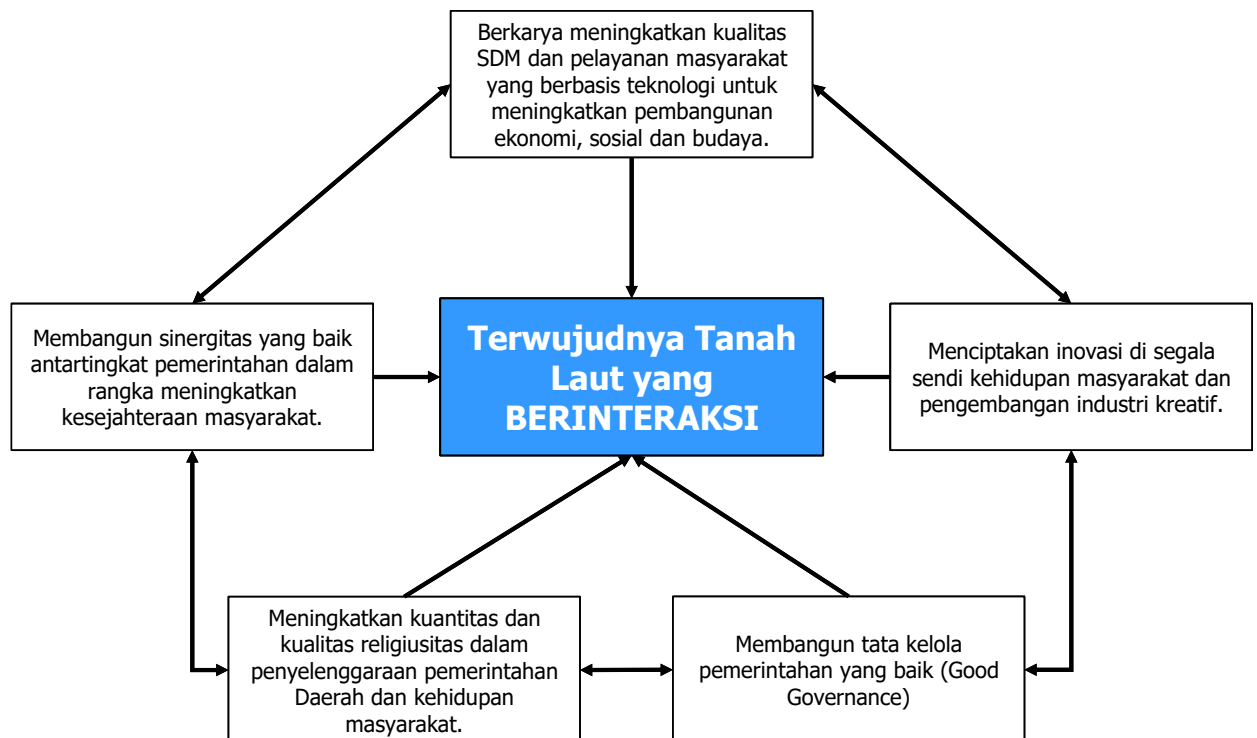 Berkarya meningkatkan kualitas
SDM dan pelayanan masyarakat
yang berbasis teknologi untuk
meningkatkan pembangunan
ekonomi, sosial dan budaya.
Membangun sinergitas yang baik
antartingkat pemerintahan dalam
rangka meningkatkan
kesejahteraan masyarakat.
Terwujudnya Tanah
Laut yang
BERINTERAKSI
Menciptakan inovasi di segala
sendi kehidupan masyarakat dan
pengembangan industri kreatif.
Meningkatkan kuantitas dan
kualitas religiusitas dalam
penyelenggaraan pemerintahan
Daerah dan kehidupan
masyarakat.
Membangun tata kelola
pemerintahan yang baik (Good
Governance)